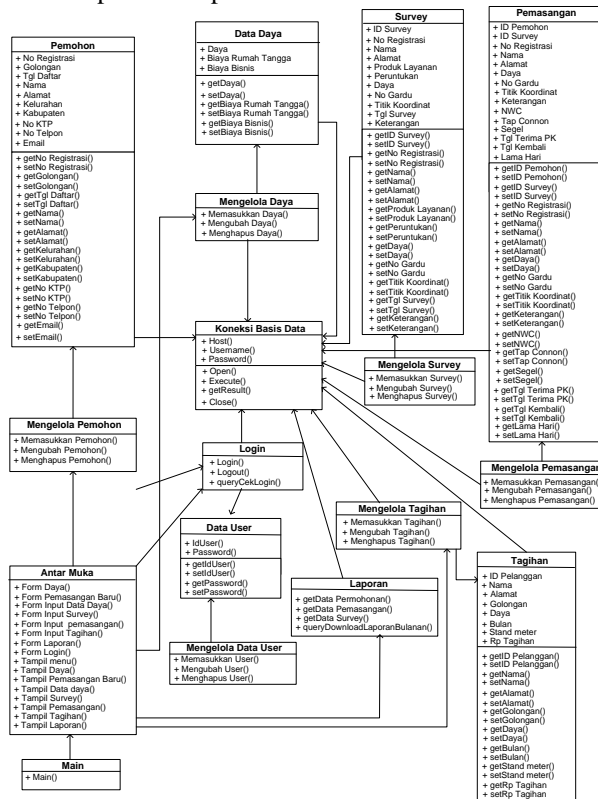 Pemohon
+ No Registrasi
+ Golongan
+ Tgl Daftar
+ Nama
+ Alamat
+ Kelurahan
+ Kabupaten
+ No KTP
+ No Telpon
+ Email
+ getNo Registrasi()
+ setNo Registrasi()
+ getGolongan()
+ setGolongan()
+ getTgl Daftar()
+ setTgl Daftar()
+ getNama()
+ setNama()
+ getAlamat()
+ setAlamat()
+ getKelurahan()
+ setKelurahan()
+ getKabupaten()
+ setKabupaten()
+ getNo KTP()
+ setNo KTP()
+ getNo Telpon()
+ setNo Telpon()
+ getEmail()
+ setEmail()
Data Daya
+ Daya
+ Biaya Rumah Tangga
+ Biaya Bisnis
+ getDaya()
+ setDaya()
+ getBiaya Rumah Tangga()
+ setBiaya Rumah Tangga()
+ getBiaya Bisnis()
+ setBiaya Bisnis()
Survey
+ ID Survey
+ No Registrasi
+ Nama
+ Alamat
+ Produk Layanan
+ Peruntukan
+ Daya
+ No Gardu
+ Titik Koordinat
+ Tgl Survey
+ Keterangan
+ getID Survey()
+ setID Survey()
+ getNo Registrasi()
+ setNo Registrasi()
+ getNama()
+ setNama()
+ getAlamat()
+ setAlamat()
+ getProduk Layanan()
+ setProduk Layanan()
+ getPeruntukan()
+ setPeruntukan()
+ getDaya()
+ setDaya()
+ getNo Gardu
+ setNo Gardu
+ getTitik Koordinat()
+ setTitik Koordinat()
+ getTgl Survey()
+ setTgl Survey()
+ getKeterangan()
+ setKeterangan()
Pemasangan
+ ID Pemohon
+ ID Survey
+ No Registrasi
+ Nama
+ Alamat
+ Daya
+ No Gardu
+ Titik Koordinat
+ Keterangan
+ NWC
+ Tap Connon
+ Segel
+ Tgl Terima PK
+ Tgl Kembali
+ Lama Hari
+ getID Pemohon()
+ setID Pemohon()
+ getID Survey()
+ setID Survey()
+ getNo Registrasi()
+ setNo Registrasi()
+ getNama()
+ setNama()
+ getAlamat()
+ setAlamat()
+ getDaya()
+ setDaya()
+ getNo Gardu
+ setNo Gardu
+ getTitik Koordinat()
+ setTitik Koordinat()
+ getKeterangan()
+ setKeterangan()
+ getNWC()
+ setNWC()
+ getTap Connon()
+ setTap Connon()
+ getSegel()
+ setSegel()
+ getTgl Terima PK()
+ setTgl Terima PK()
+ getTgl Kembali()
+ setTgl Kembali()
+ getLama Hari()
+ setLama Hari()
Mengelola Daya
+ Memasukkan Daya()
+ Mengubah Daya()
+ Menghapus Daya()
Koneksi Basis Data
+ Host()
+ Username()
+ Password()
+ Open()
+ Execute()
+ getResult()
+ Close()
Mengelola Survey
+ Memasukkan Survey()
+ Mengubah Survey()
+ Menghapus Survey()
Mengelola Pemohon
+ Memasukkan Pemohon()
+ Mengubah Pemohon()
+ Menghapus Pemohon()
Login
+ Login()
+ Logout()
+ queryCekLogin()
Mengelola Pemasangan
+ Memasukkan Pemasangan()
+ Mengubah Pemasangan()
+ Menghapus Pemasangan()
Mengelola Tagihan
+ Memasukkan Tagihan()
+ Mengubah Tagihan()
+ Menghapus Tagihan()
Data User
+ IdUser()
+ Password()
+ getIdUser()
+ setIdUser()
+ getPassword()
+ setPassword()
Antar Muka
+ Form Daya()
+ Form Pemasangan Baru()
+ Form Input Data Daya()
+ Form Input Survey()
+ Form Input pemasangan()
+ Form Input Tagihan()
+ Form Laporan()
+ Form Login()
+ Tampil menu()
+ Tampil Daya()
+ Tampil Pemasangan Baru()
+ Tampil Data daya()
+ Tampil Survey()
+ Tampil Pemasangan()
+ Tampil Tagihan()
+ Tampil Laporan()
Laporan
+ getData Permohonan()
+ getData Pemasangan()
+ getData Survey()
+ queryDownloadLaporanBulanan()
Tagihan
+ ID Pelanggan
+ Nama
+ Alamat
+ Golongan
+ Daya
+ Bulan
+ Stand meter
+ Rp Tagihan
+ getID Pelanggan()
+ setID Pelanggan()
+ getNama()
+ setNama()
+ getAlamat()
+ setAlamat()
+ getGolongan()
+ setGolongan()
+ getDaya()
+ setDaya()
+ getBulan()
+ setBulan()
+ getStand meter()
+ setStand meter()
+ getRp Tagihan
+ setRp Tagihan
Mengelola Data User
+ Memasukkan User()
+ Mengubah User()
+ Menghapus User()
Main
+ Main()